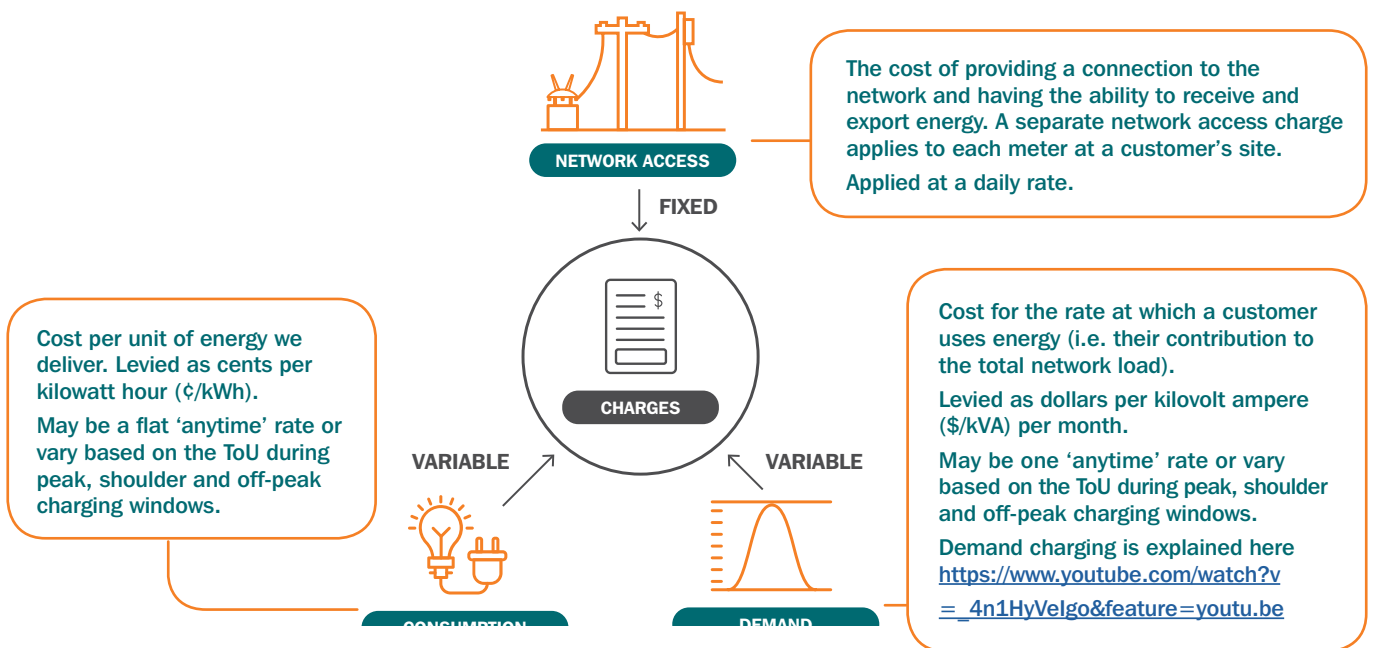 The cost of providing a connection to the
network and having the ability to receive and
export energy. A separate network access charge
applies to each meter at a customer's site.
Applied at a daily rate.
NETWORK ACCESS
FIXED
$
CHARGES
Cost per unit of energy we
deliver. Levied as cents per
kilowatt hour (¢/kWh).
May be a flat ‘anytime’ rate or
vary based on the ToU during
peak, shoulder and off-peak
charging windows.
VARIABLE
CONSUMPTION
VARIABLE
DEMAND
Cost for the rate at which a customer
uses energy (i.e. their contribution to
the total network load).
Levied as dollars per kilovolt ampere
($/kVA) per month.
May be one ‘anytime’ rate or vary
based on the ToU during peak, shoulder
and off-peak charging windows.
Demand charging is explained here
https://www.youtube.com/watch?v
=_4n1HyVeIgo&feature=youtu.be